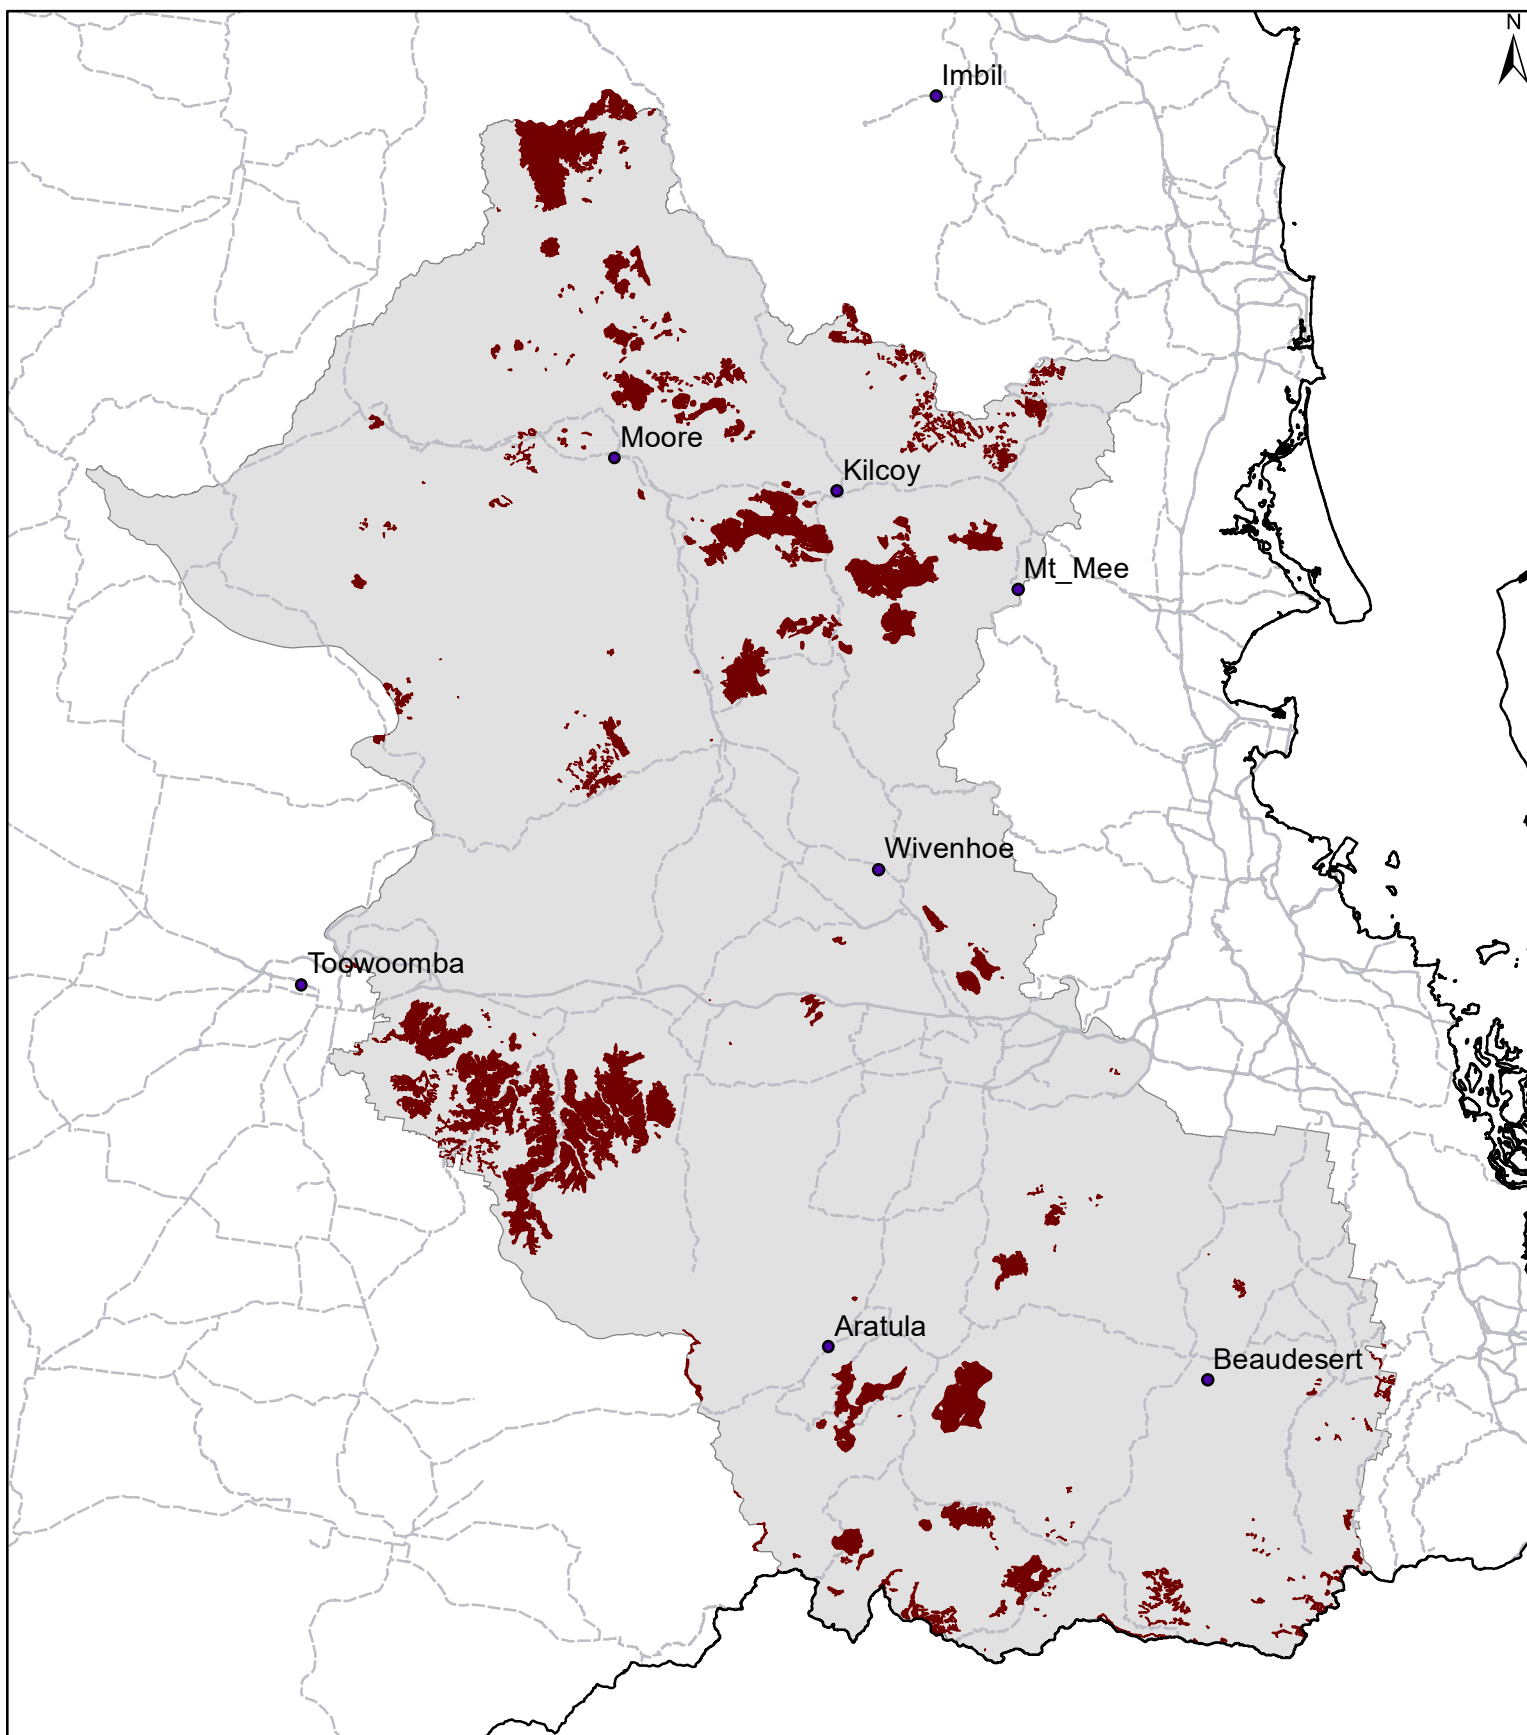 N
Imbil
Moore
Kilcoy
Mt_Mee
Wivenhoe
Toowoomba
Aratula
Beaudesert